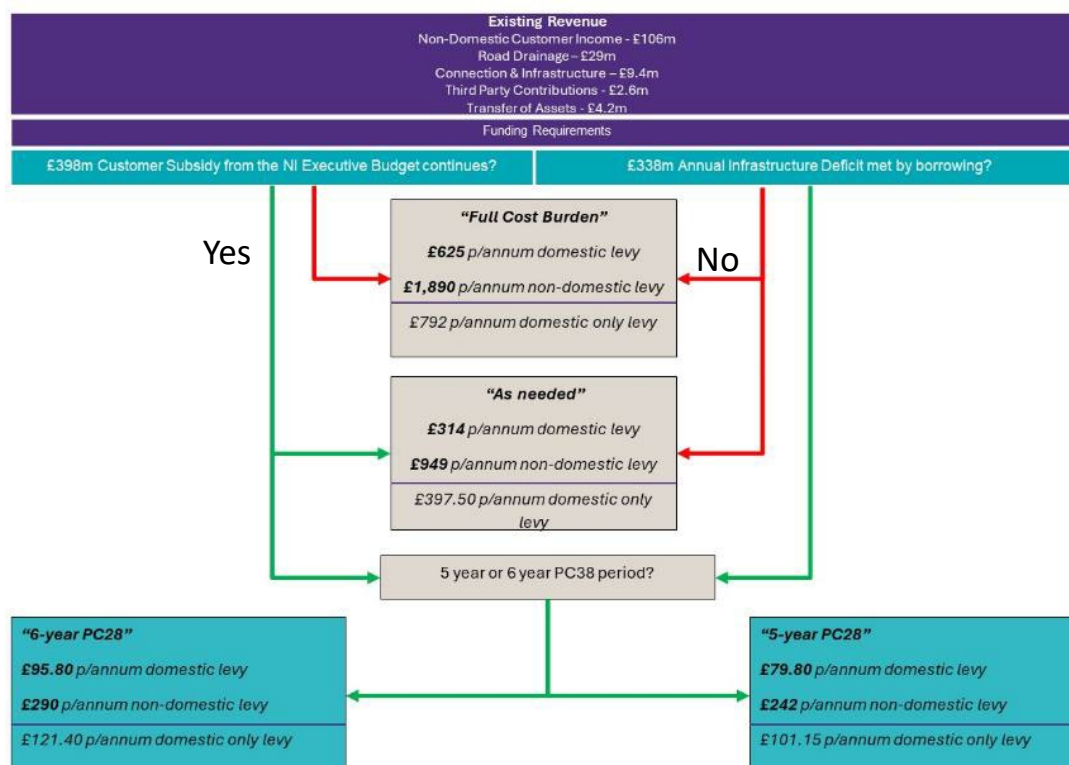 Existing Revenue
Non-Domestic Customer Income - £106m
Road Drainage – £29m
Connection & Infrastructure – £9.4m
Third Party Contributions - £2.6m
Transfer of Assets - £4.2m
Funding Requirements
£398m Customer Subsidy from the NI Executive Budget continues?
£338m Annual Infrastructure Deficit met by borrowing?
Yes
No
“Full Cost Burden”
£625 p/annum domestic levy
£1,890 p/annum non-domestic levy
£792 p/annum domestic only levy
“As needed”
£314 p/annum domestic levy
£949 p/annum non-domestic levy
£397.50 p/annum domestic only
levy
5 year or 6 year PC38 period?
“6-year PC28”
£95.80 p/annum domestic levy
£290 p/annum non-domestic levy
£121.40 p/annum domestic only levy
“5-year PC28”
£79.80 p/annum domestic levy
£242 p/annum non-domestic levy
£101.15 p/annum domestic only levy